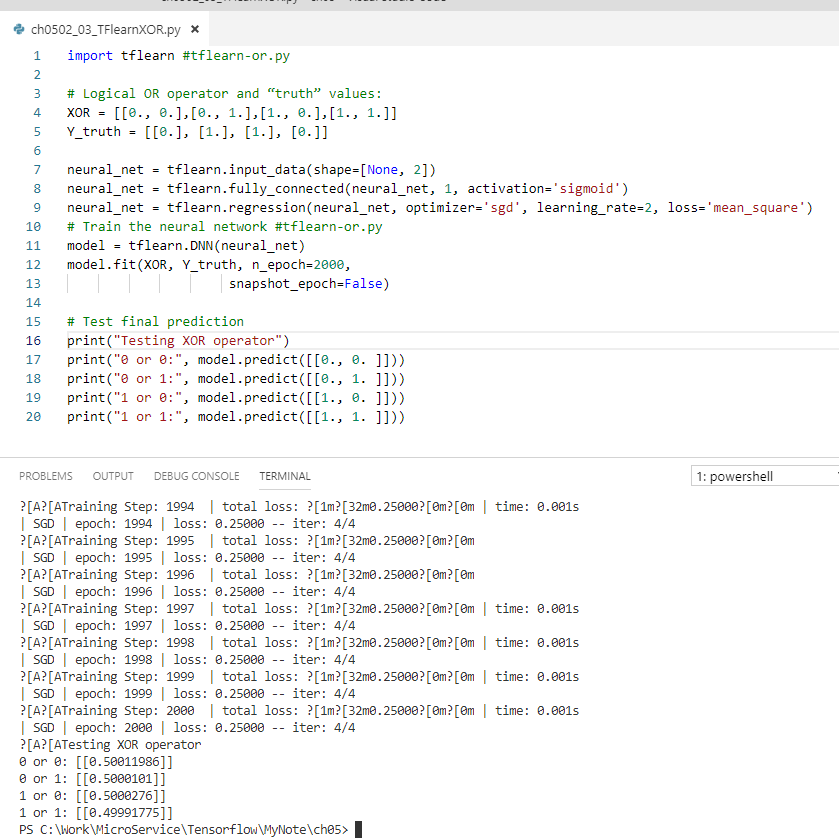 ch0502_03_TFlearnXOR.py ×
1 import tflearn #tflearn-or.py
2
3 # Logical OR operator and “truth” values:
4 XOR = [[0., 0.],[0., 1.],[1., 0.],[1., 1.]]
5 Y_truth = [[0.], [1.], [1.], [0.]]
6
7 neural_net = tflearn.input_data(shape=[None, 2])
8 neural_net = tflearn.fully_connected(neural_net, 1, activation='sigmoid')
9 neural_net = tflearn.regression(neural_net, optimizer='sgd', learning_rate=2, loss='mean_square')
10 # Train the neural network #tflearn-or.py
11 model = tflearn.DNN(neural_net)
12 model.fit(XOR, Y_truth, n_epoch=2000,
13 snapshot_epoch=False)
14
15 # Test final prediction
16 print("Testing XOR operator")
17 print("0 or 0:", model.predict([[0., 0. ]]))
18 print("0 or 1:", model.predict([[0., 1. ]]))
19 print("1 or 0:", model.predict([[1., 0. ]]))
20 print("1 or 1:", model.predict([[1., 1. ]]))
PROBLEMS OUTPUT DEBUG CONSOLE TERMINAL 1: powershell
?[A?[ATraining Step: 1994 | total loss: ?[1m?[32m0.25000?[0m?[0m | time: 0.001s
| SGD | epoch: 1994 | loss: 0.25000 -- iter: 4/4
?[A?[ATraining Step: 1995 | total loss: ?[1m?[32m0.25000?[0m?[0m
| SGD | epoch: 1995 | loss: 0.25000 -- iter: 4/4
?[A?[ATraining Step: 1996 | total loss: ?[1m?[32m0.25000?[0m?[0m
| SGD | epoch: 1996 | loss: 0.25000 -- iter: 4/4
?[A?[ATraining Step: 1997 | total loss: ?[1m?[32m0.25000?[0m?[0m | time: 0.001s
| SGD | epoch: 1997 | loss: 0.25000 -- iter: 4/4
?[A?[ATraining Step: 1998 | total loss: ?[1m?[32m0.25000?[0m?[0m | time: 0.001s
| SGD | epoch: 1998 | loss: 0.25000 -- iter: 4/4
?[A?[ATraining Step: 1999 | total loss: ?[1m?[32m0.25000?[0m?[0m | time: 0.001s
| SGD | epoch: 1999 | loss: 0.25000 -- iter: 4/4
?[A?[ATraining Step: 2000 | total loss: ?[1m?[32m0.25000?[0m?[0m | time: 0.001s
| SGD | epoch: 2000 | loss: 0.25000 -- iter: 4/4
?[A?[ATesting XOR operator
0 or 0: [[0.50011986]]
0 or 1: [[0.5000101]]
1 or 0: [[0.5000276]]
1 or 1: [[0.49991775]]
PS C:\Work\MicroService\Tensorflow\MyNote\ch05>